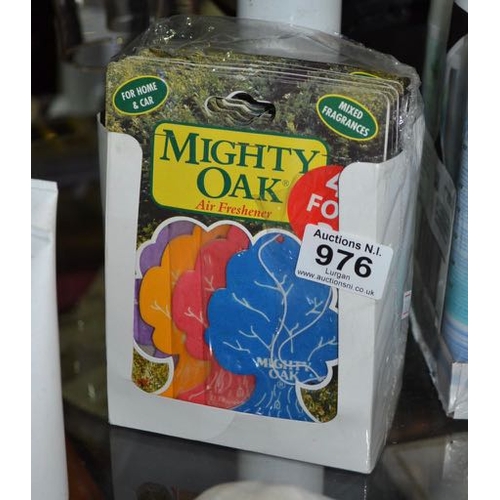 FOR HOME
& CAR
MIXED
FRAGRANCES
MIGHTY
OAK®
Air Freshener
4
FO
Auctions N.I.
976
Lurgan
www.auctionsni.co.uk
MIGHTY
OAK